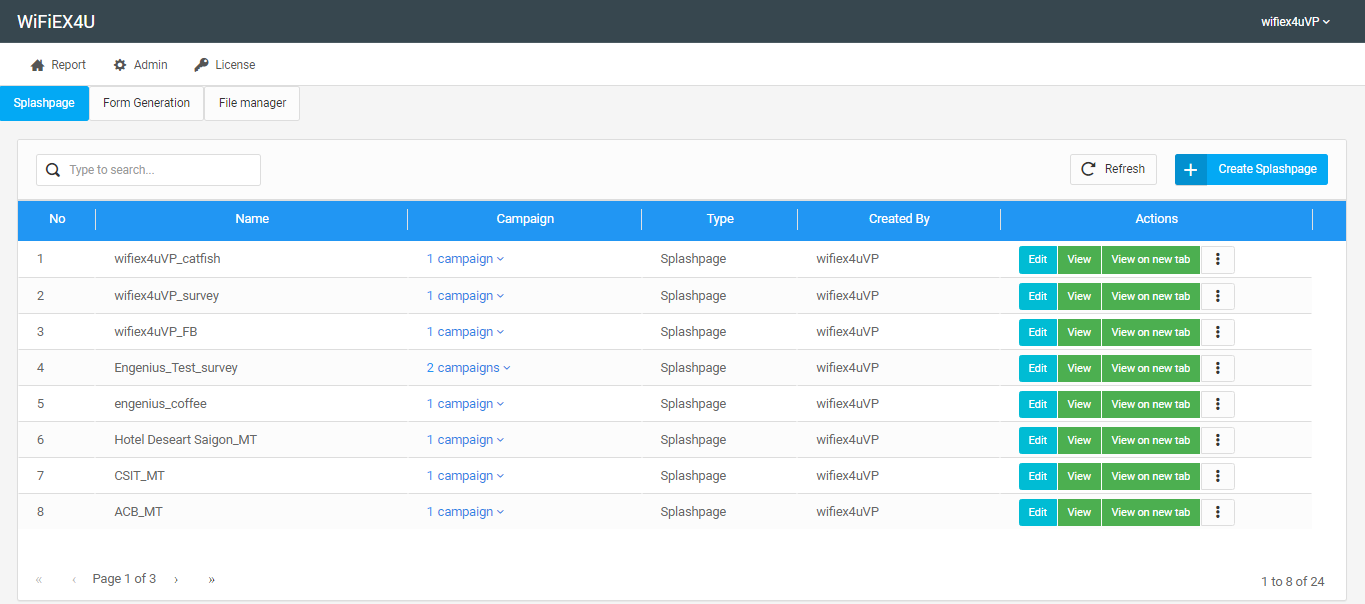 WiFiEX4U wifiex4uVP
Report Admin License
Splashpage Form Generation File manager
Type to search... Refresh + Create Splashpage
No Name Campaign Type Created By Actions
1 wifiex4uVP_catfish 1 campaign Splashpage wifiex4uVP Edit View View on new tab
2 wifiex4uVP_survey 1 campaign Splashpage wifiex4uVP Edit View View on new tab
3 wifiex4uVP_FB 1 campaign Splashpage wifiex4uVP Edit View View on new tab
4 Engenius_Test_survey 2 campaigns Splashpage wifiex4uVP Edit View View on new tab
5 engenius_coffee 1 campaign Splashpage wifiex4uVP Edit View View on new tab
6 Hotel Deseart Saigon_MT 1 campaign Splashpage wifiex4uVP Edit View View on new tab
7 CSIT_MT 1 campaign Splashpage wifiex4uVP Edit View View on new tab
8 ACB_MT 1 campaign Splashpage wifiex4uVP Edit View View on new tab
« ‹ Page 1 of 3 › » 1 to 8 of 24